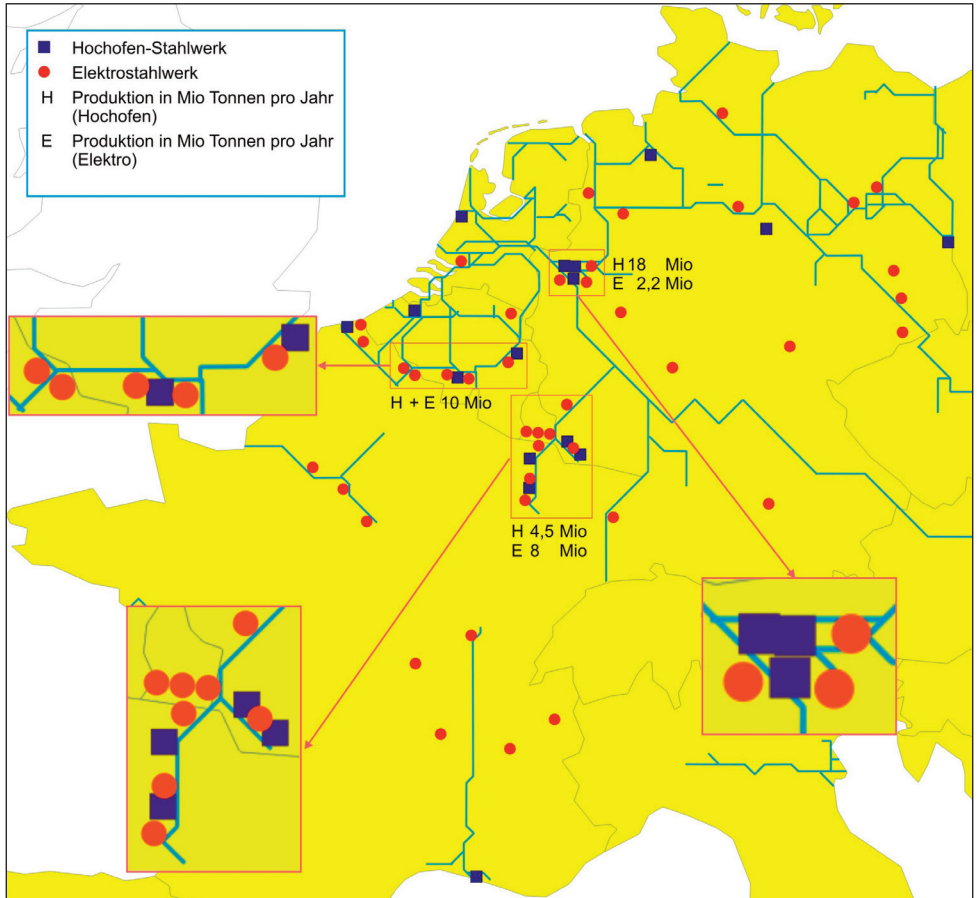 Hochofen-Stahlwerk
Elektrostahlwerk
H Produktion in Mio Tonnen pro Jahr
(Hochofen)
E Produktion in Mio Tonnen pro Jahr
(Elektro)
H 18 Mio
E 2,2 Mio
H + E 10 Mio
H 4,5 Mio
E 8 Mio